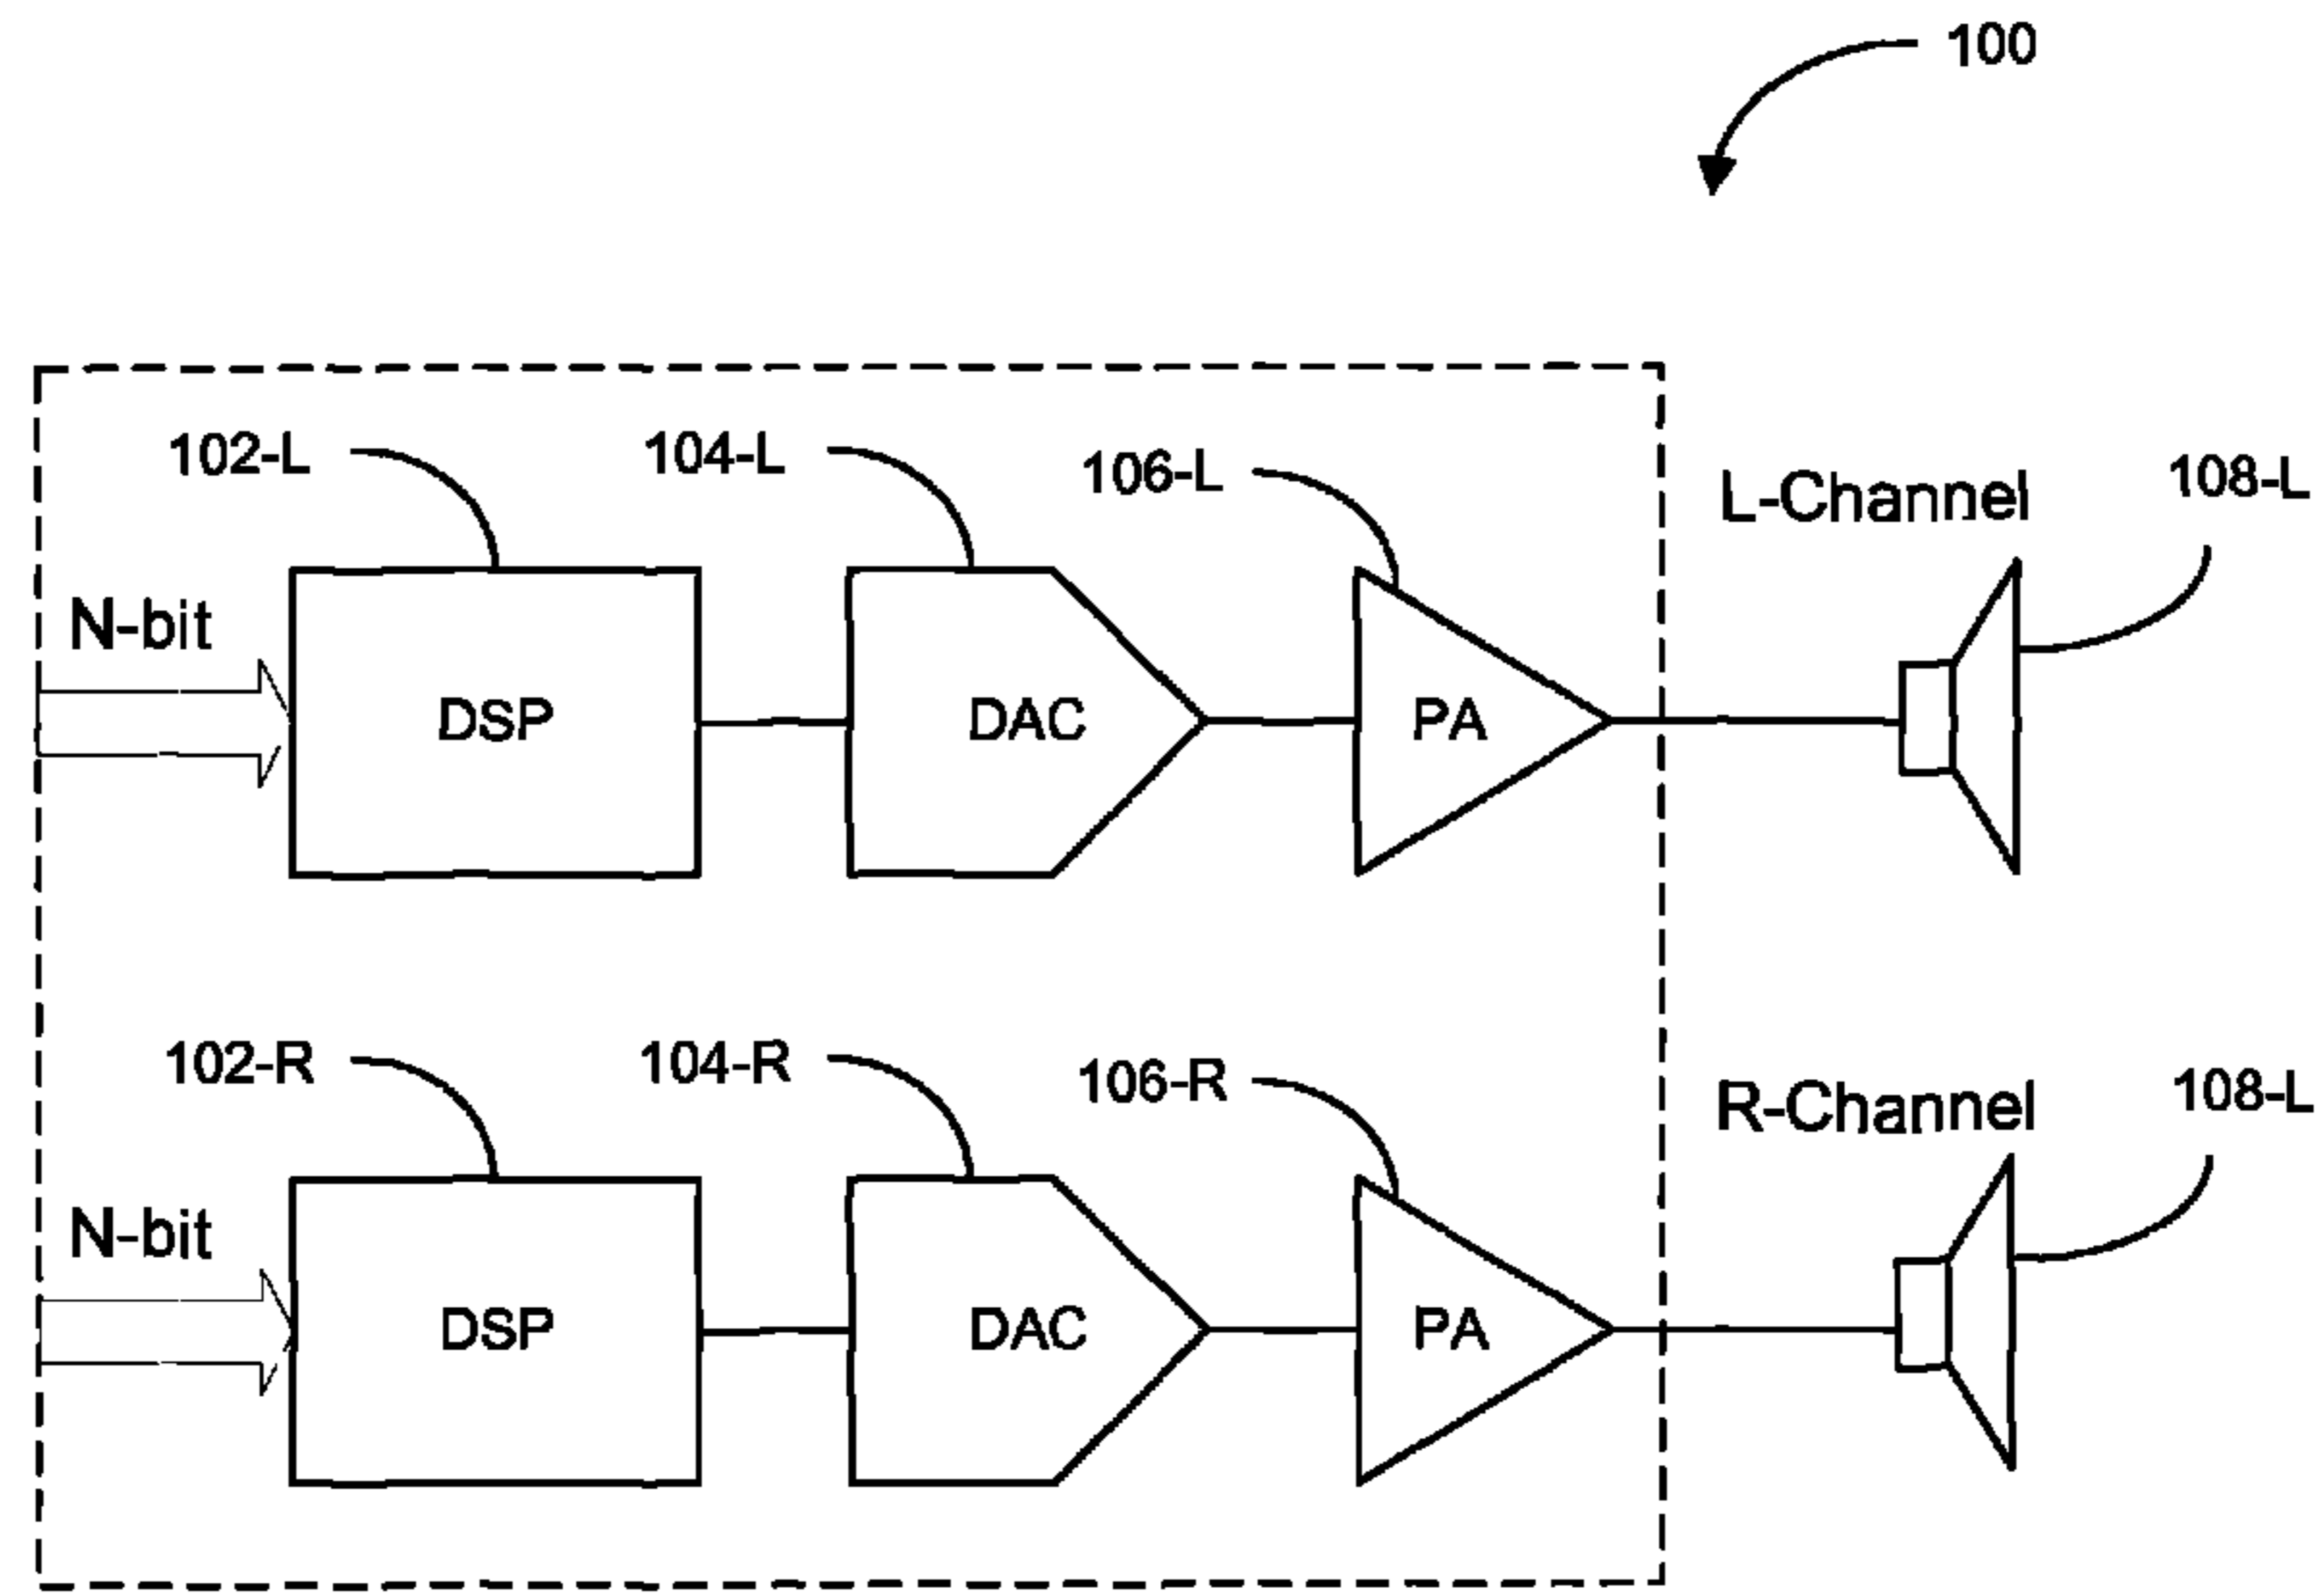 100
102-L
104-L
106-L
L-Channel
108-L
N-bit
DSP
DAC
PA
102-R
104-R
106-R
R-Channel
108-L
N-bit
DSP
DAC
PA